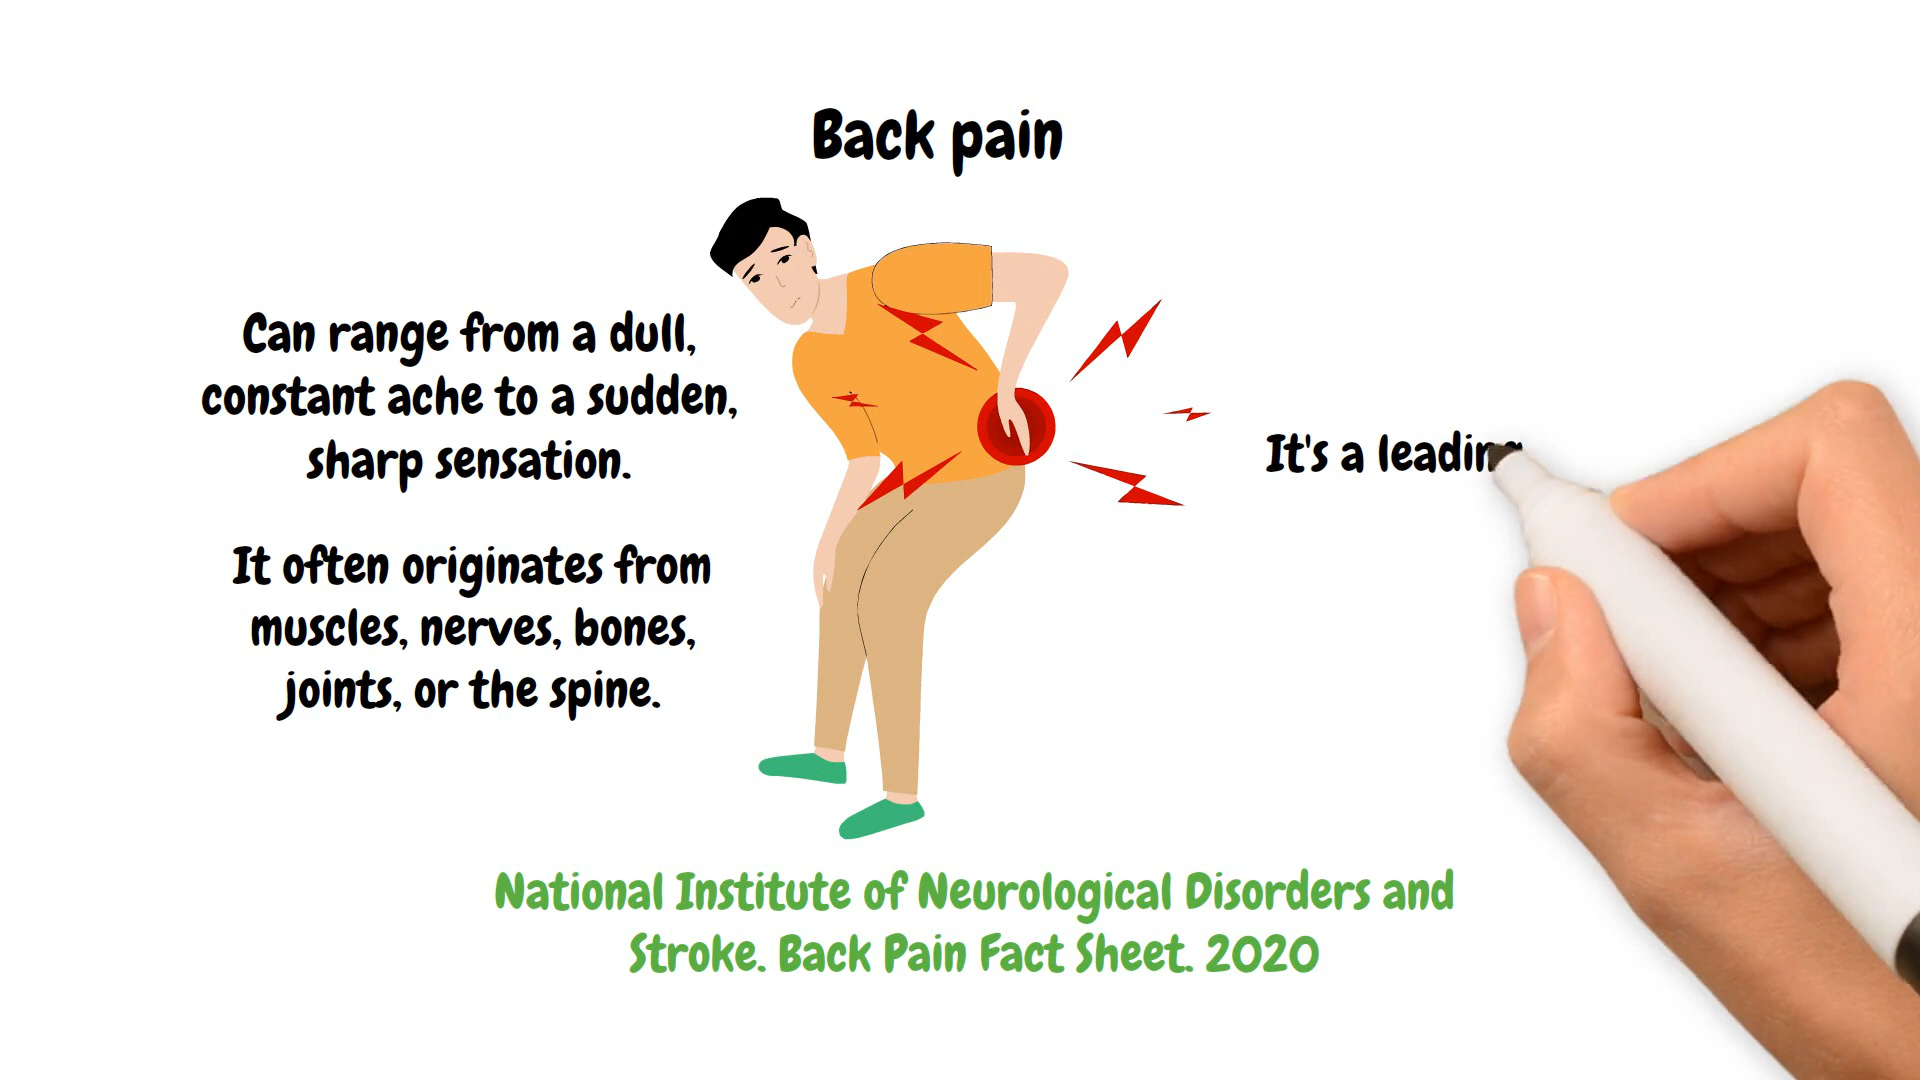 Back pain
Can range from a dull,
constant ache to a sudden,
sharp sensation.
It often originates from
muscles, nerves, bones,
joints, or the spine.
It's a leading
National Institute of Neurological Disorders and
Stroke. Back Pain Fact Sheet. 2020